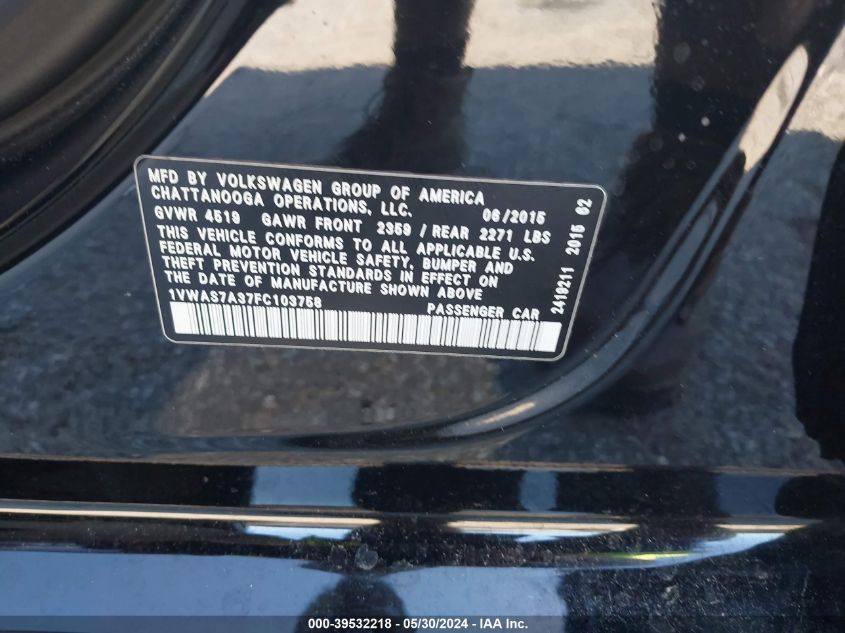 MFD BY VOLKSWAGEN GROUP OF AMERICA
CHATTANOOGA OPERATIONS, LLC. 06/2015
GVWR 4519 GAWR FRONT 2359 / REAR 2271 LBS
THIS VEHICLE CONFORMS TO ALL APPLICABLE U.S.
FEDERAL MOTOR VEHICLE SAFETY, BUMPER AND
THEFT PREVENTION STANDARDS IN EFFECT ON
THE DATE OF MANUFACTURE SHOWN ABOVE
1VWAS7A37FC103758 PASSENGER CAR
2419211 2015 02
000-39532218 - 05/30/2024 - IAA Inc.